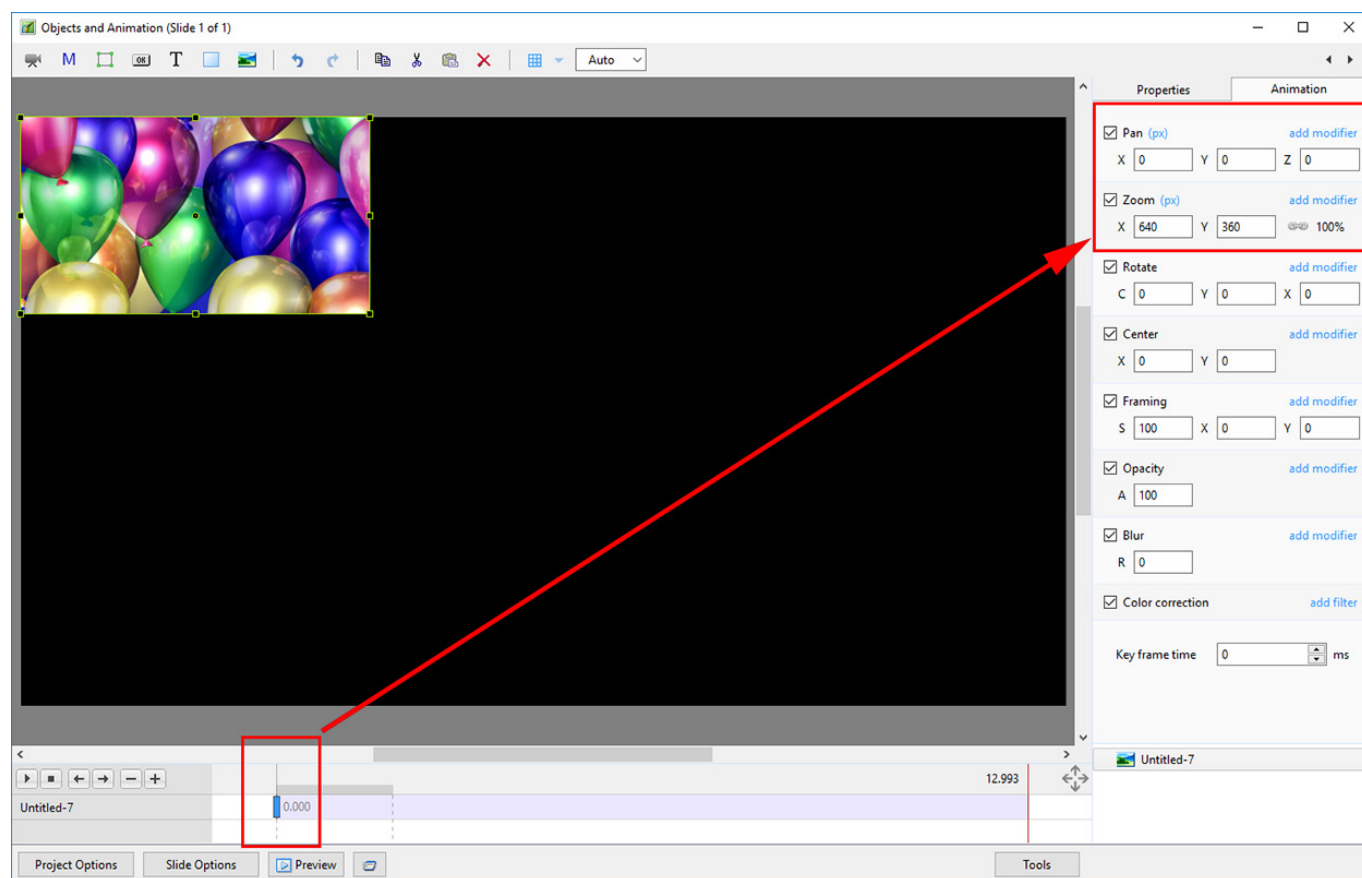 Objects and Animation (Slide 1 of 1)
M OK T Auto
Properties Animation
Pan (px) add modifier
X 0 Y 0 Z 0
Zoom (px) add modifier
X 640 Y 360 100%
Rotate add modifier
C 0 Y 0 X 0
Center add modifier
X 0 Y 0
Framing add modifier
S 100 X 0 Y 0
Opacity add modifier
A 100
Blur add modifier
R 0
Color correction add filter
Key frame time 0 ms
Untitled-7
12.993
Untitled-7 0.000
Project Options Slide Options Preview Tools